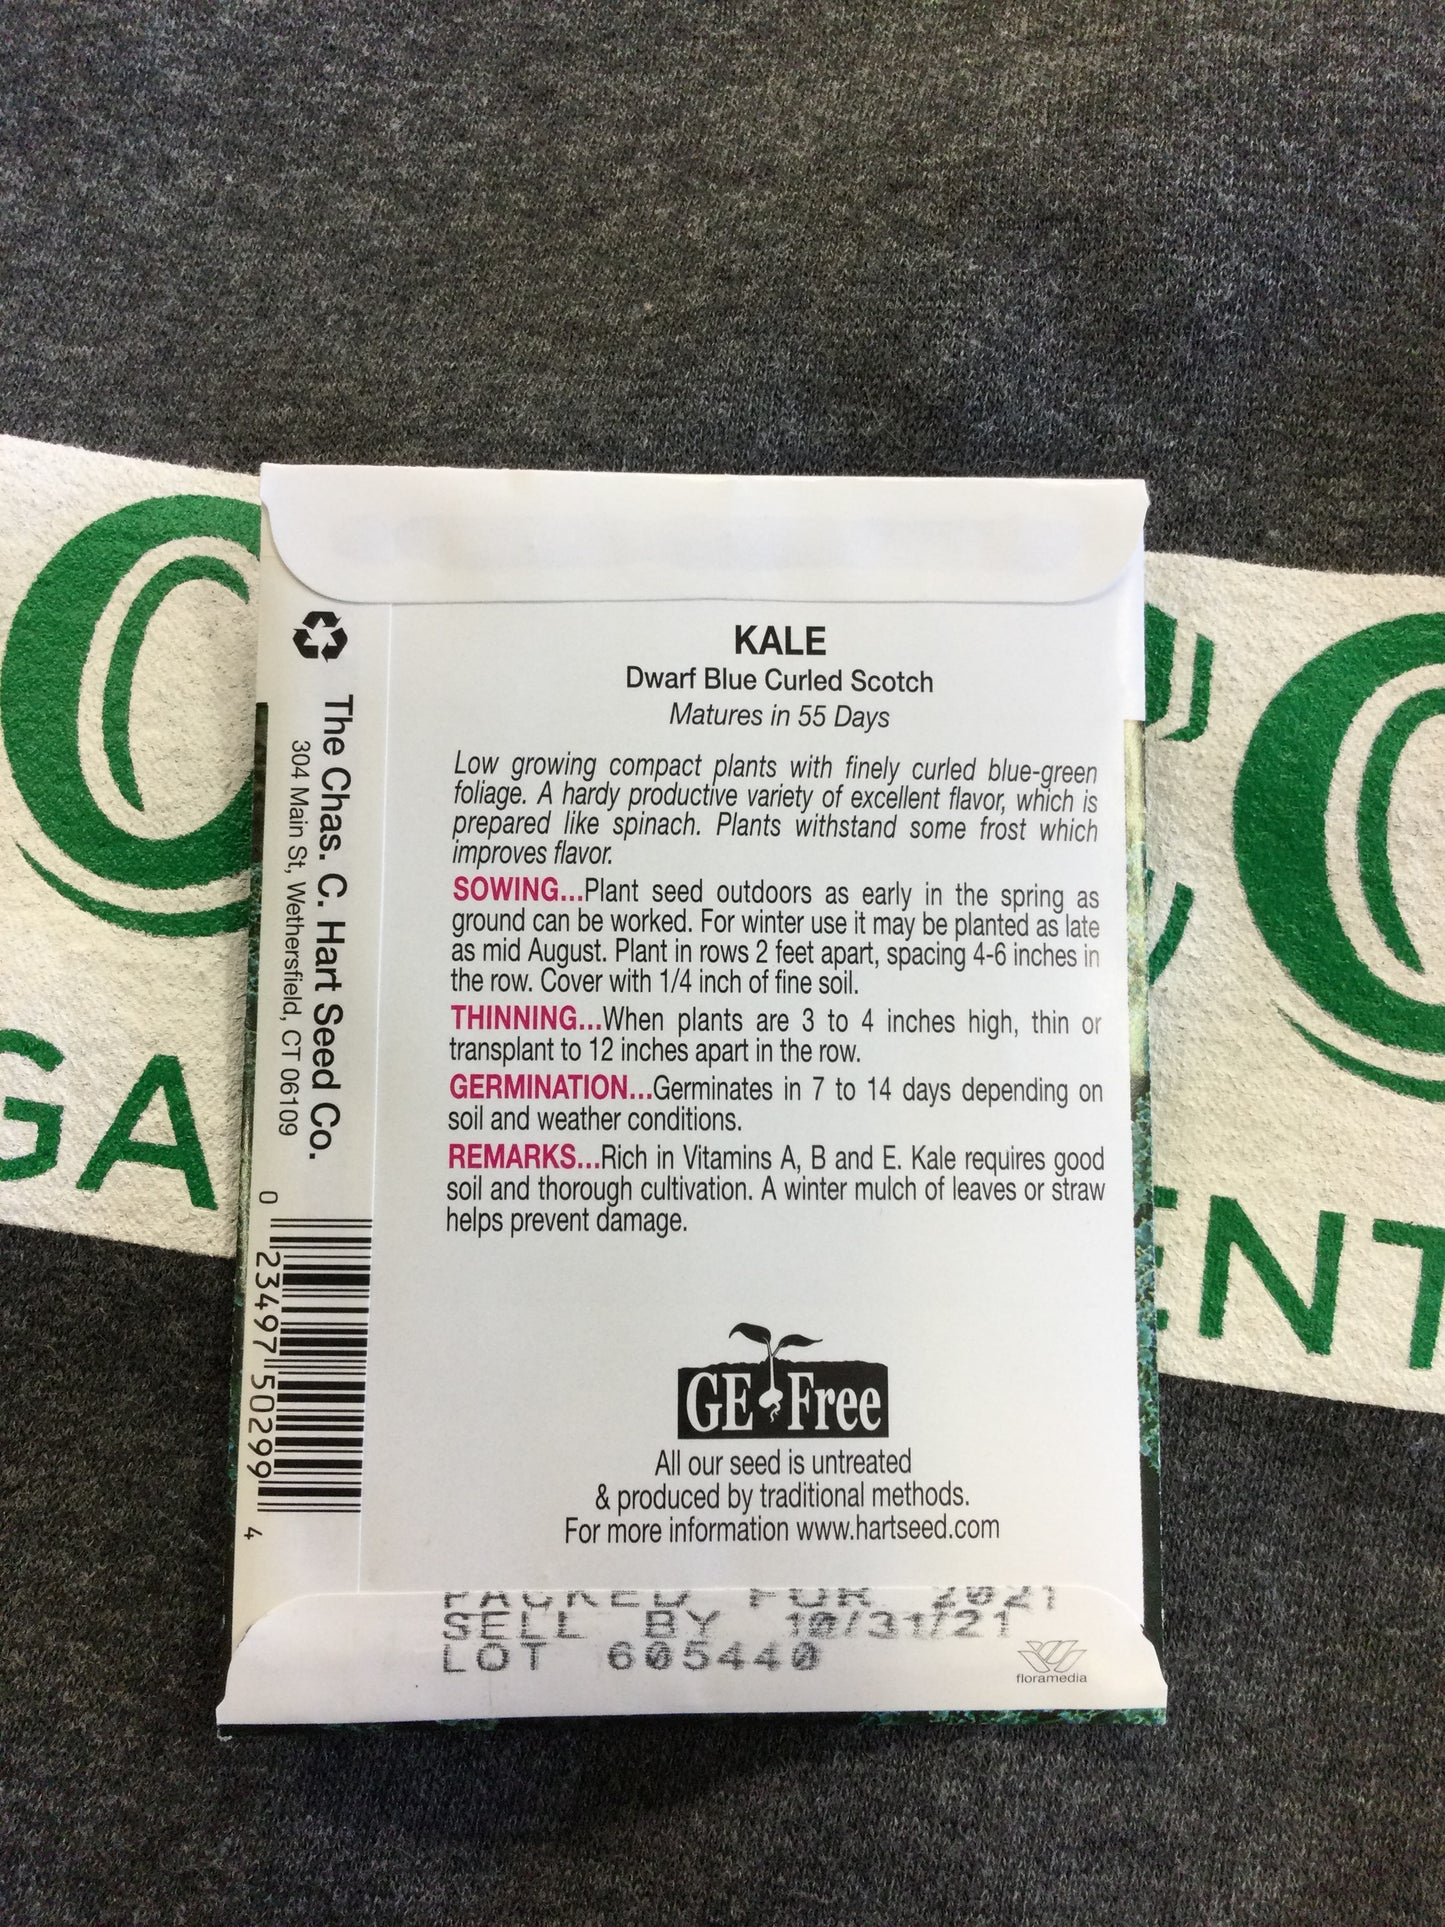 KALE
Dwarf Blue Curled Scotch
Matures in 55 Days
Low growing compact plants with finely curled blue-green
foliage. A hardy productive variety of excellent flavor, which is
prepared like spinach. Plants withstand some frost which
improves flavor.
SOWING...Plant seed outdoors as early in the spring as
ground can be worked. For winter use it may be planted as late
as mid August. Plant in rows 2 feet apart, spacing 4-6 inches in
the row. Cover with 1/4 inch of fine soil.
THINNING...When plants are 3 to 4 inches high, thin or
transplant to 12 inches apart in the row.
GERMINATION...Germinates in 7 to 14 days depending on
soil and weather conditions.
REMARKS...Rich in Vitamins A, B and E. Kale requires good
soil and thorough cultivation. A winter mulch of leaves or straw
helps prevent damage.
GE Free
All our seed is untreated
& produced by traditional methods.
For more information www.hartseed.com
PACKED FOR 2021
SELL BY 10/31/21
LOT 605440
floramedia
The Chas. C. Hart Seed Co.
304 Main St, Wethersfield, CT 06109
0 23497 50299 4
GA
ENT